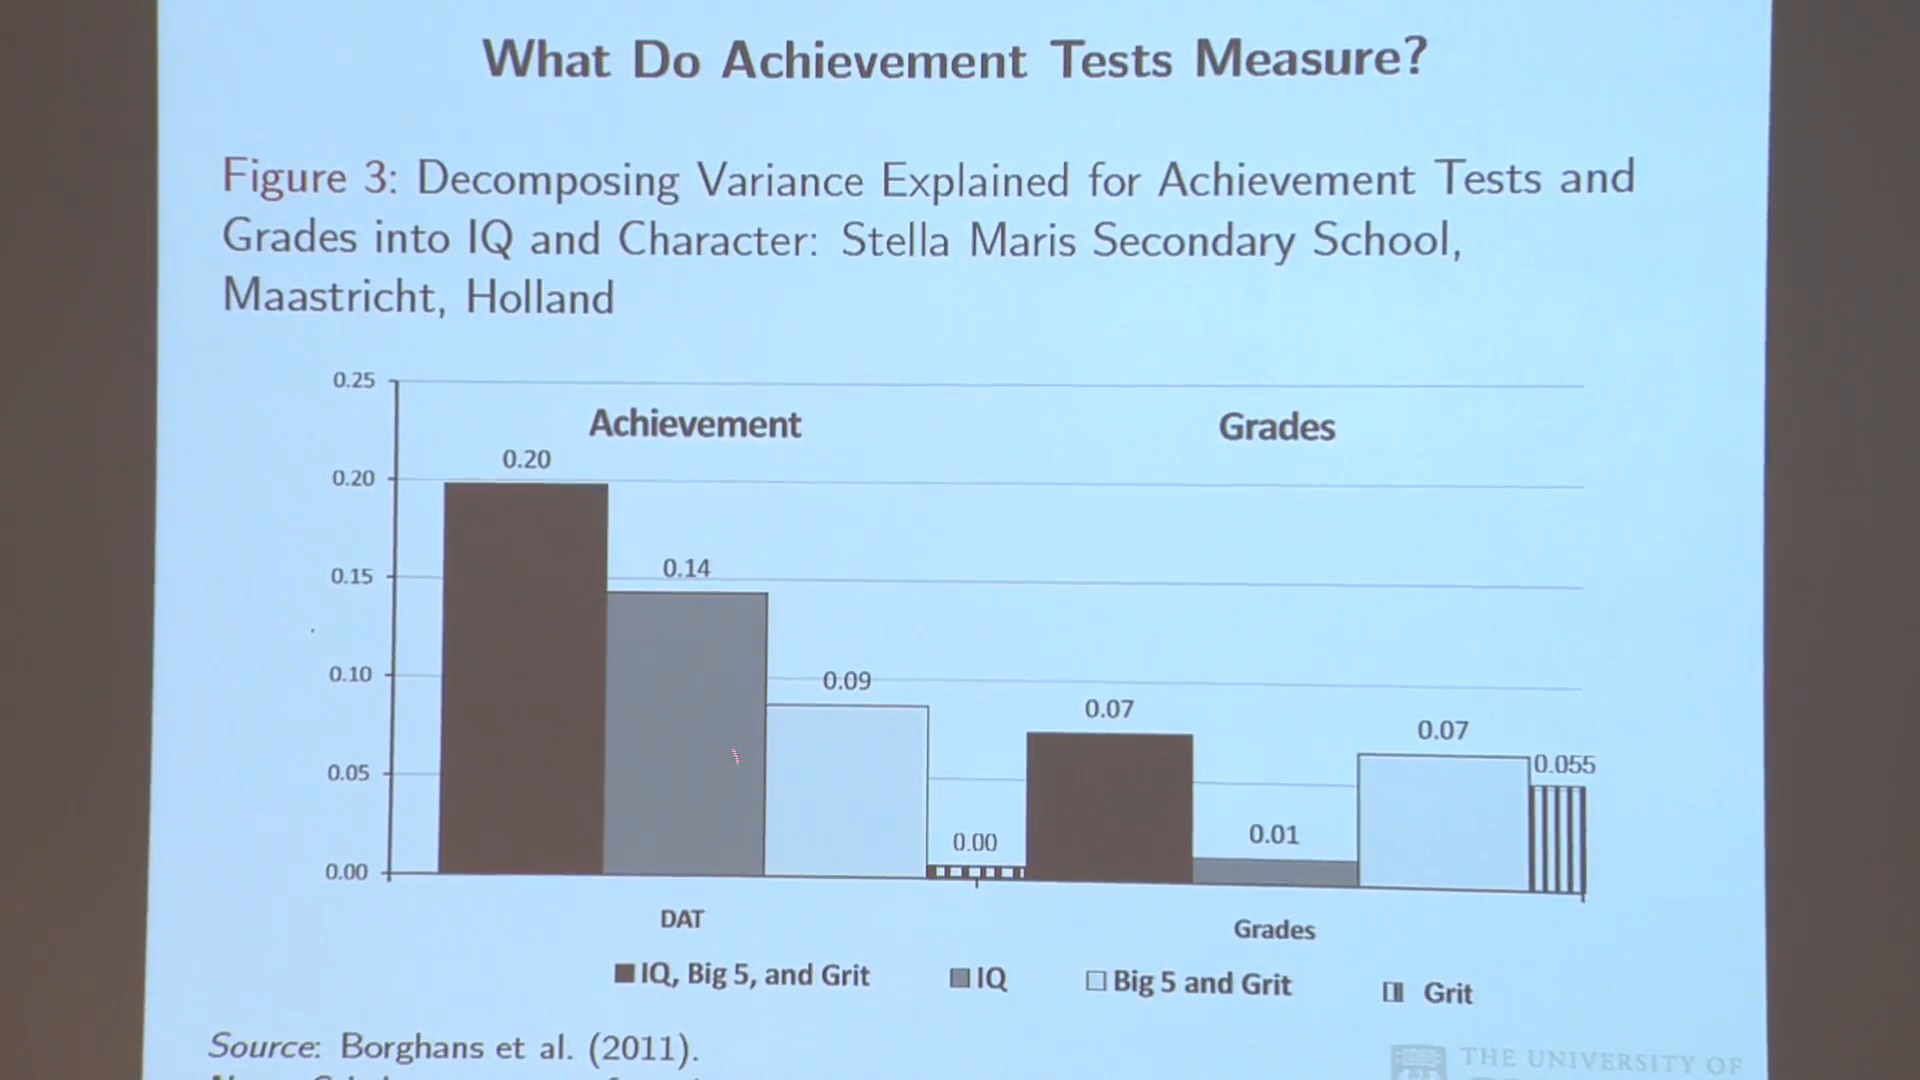 What Do Achievement Tests Measure?
Figure 3: Decomposing Variance Explained for Achievement Tests and
Grades into IQ and Character: Stella Maris Secondary School,
Maastricht, Holland
0.25
Achievement
Grades
0.20
0.20
0.14
0.15
0.10
0.09
0.07
0.07
0.055
0.05
0.00
0.01
0.00
DAT
Grades
IQ, Big 5, and Grit
IQ
Big 5 and Grit
Grit
Source: Borghans et al. (2011).
THE UNIVERSITY OF